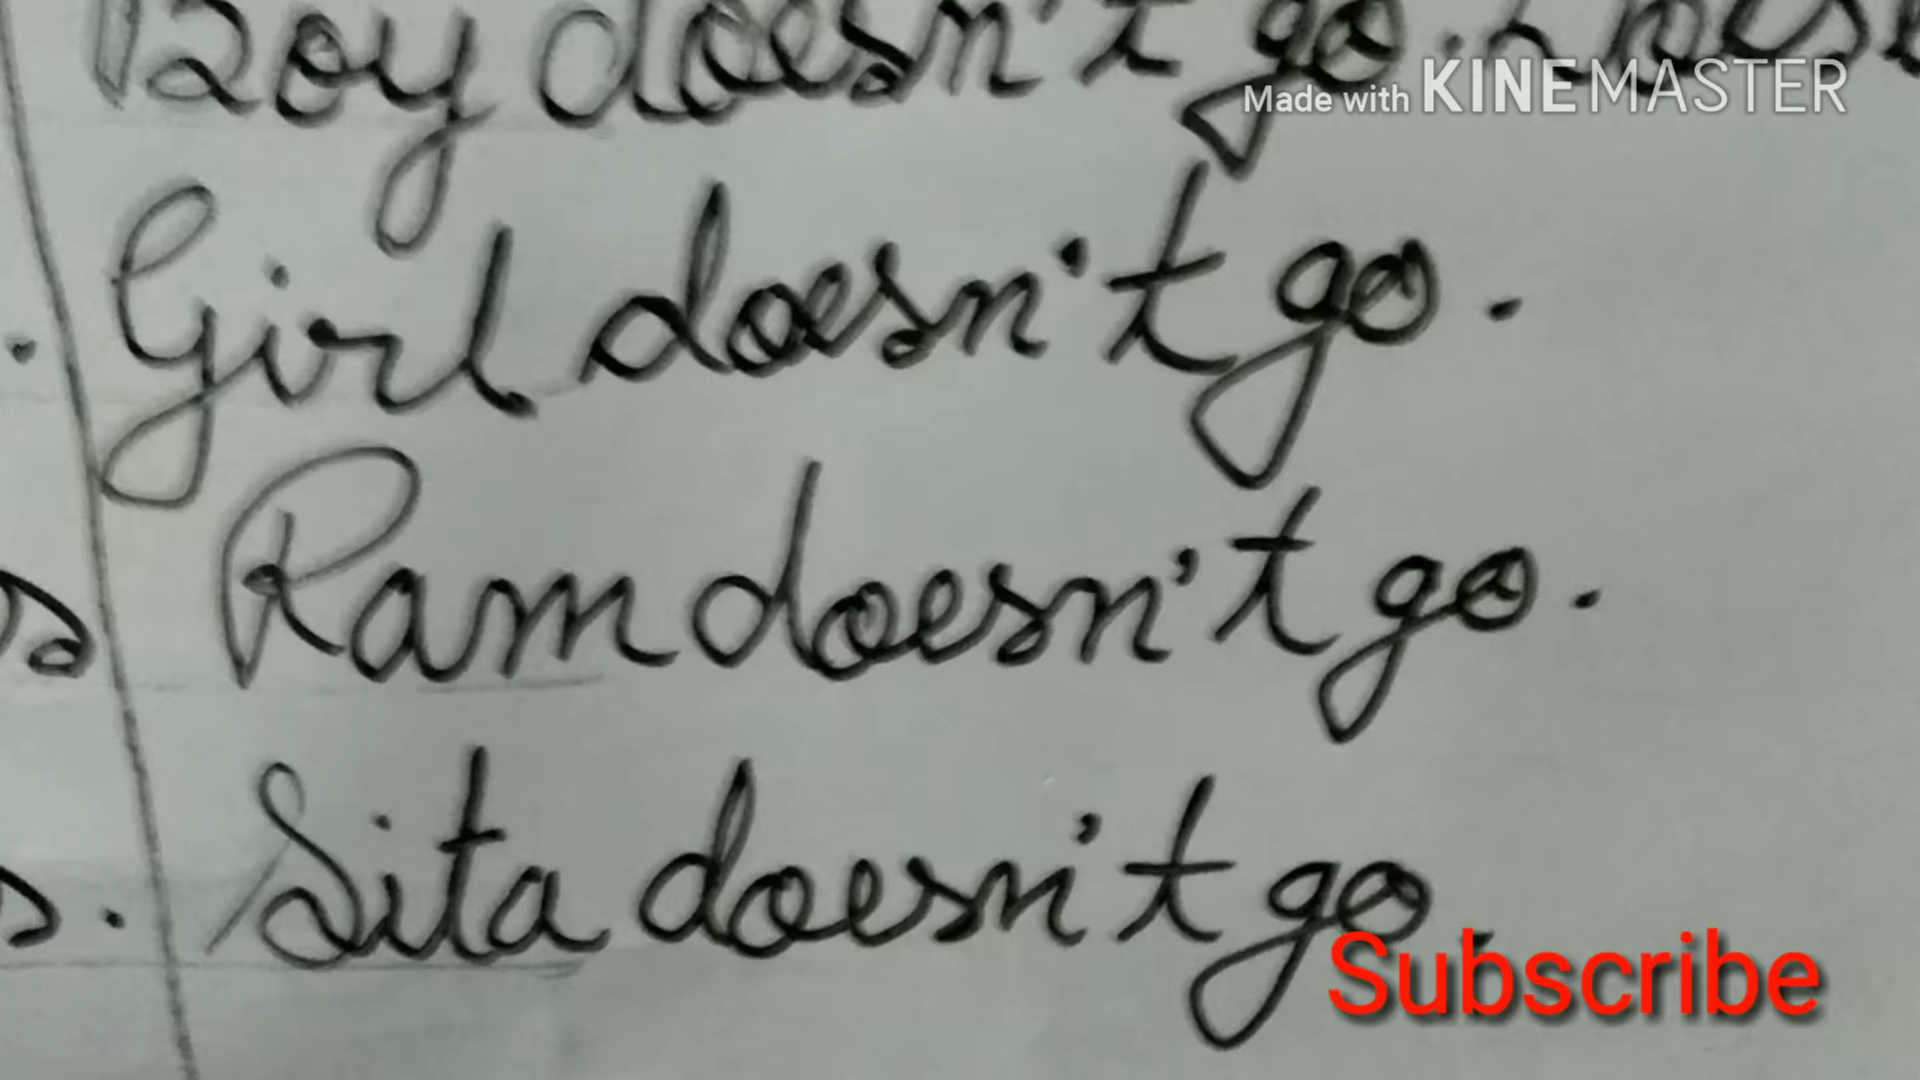 Boy doesn't go.
Made with KINEMASTER
Girl doesn't go.
Ram doesn't go.
Sita doesn't go.
Subscribe